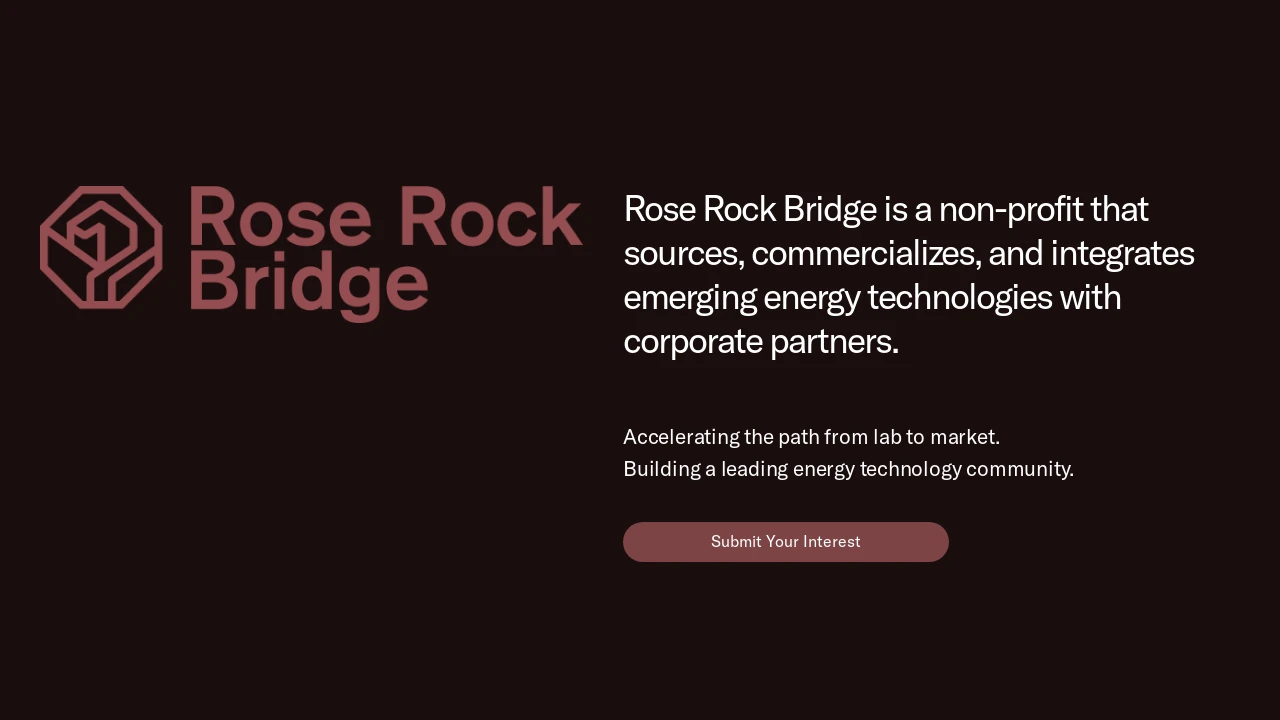 Rose Rock
Bridge
Rose Rock Bridge is a non-profit that
sources, commercializes, and integrates
emerging energy technologies with
corporate partners.
Accelerating the path from lab to market.
Building a leading energy technology community.
Submit Your Interest